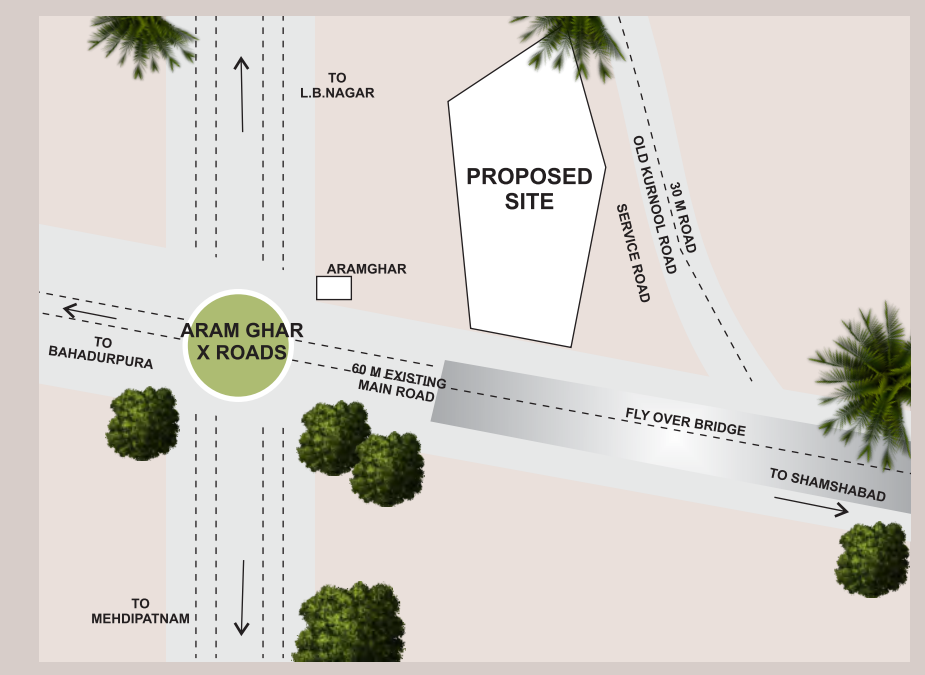 TO
L.B.NAGAR
PROPOSED
SITE
30 M ROAD
OLD KURNOOL ROAD
SERVICE ROAD
ARAMGHAR
ARAM GHAR
X ROADS
TO
BAHADURPURA
60 M EXISTING
MAIN ROAD
FLY OVER BRIDGE
TO SHAMSHABAD
TO
MEHDIPATNAM